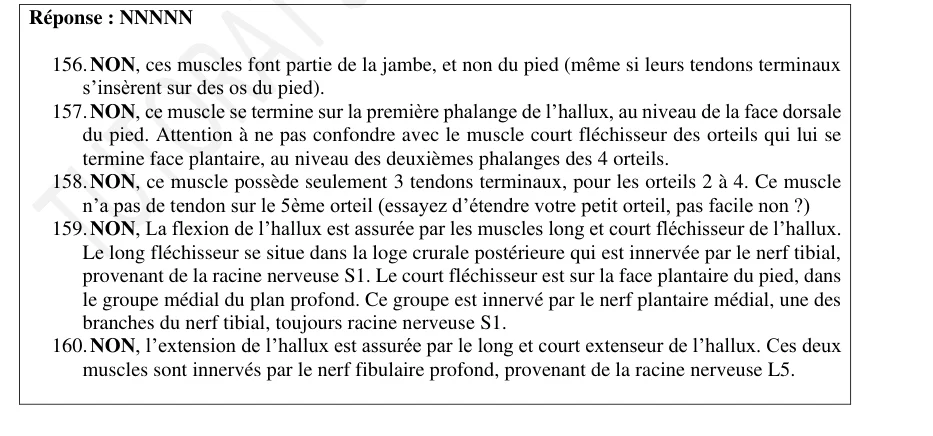 Réponse : NNNNN
156. NON, ces muscles font partie de la jambe, et non du pied (même si leurs tendons terminaux
s’insèrent sur des os du pied).
157. NON, ce muscle se termine sur la première phalange de l’hallux, au niveau de la face dorsale
du pied. Attention à ne pas confondre avec le muscle court fléchisseur des orteils qui lui se
termine face plantaire, au niveau des deuxièmes phalanges des 4 orteils.
158. NON, ce muscle possède seulement 3 tendons terminaux, pour les orteils 2 à 4. Ce muscle
n’a pas de tendon sur le 5ème orteil (essayez d’étendre votre petit orteil, pas facile non ?)
159. NON, La flexion de l’hallux est assurée par les muscles long et court fléchisseur de l’hallux.
Le long fléchisseur se situe dans la loge crurale postérieure qui est innervée par le nerf tibial,
provenant de la racine nerveuse S1. Le court fléchisseur est sur la face plantaire du pied, dans
le groupe médial du plan profond. Ce groupe est innervé par le nerf plantaire médial, une des
branches du nerf tibial, toujours racine nerveuse S1.
160. NON, l’extension de l’hallux est assurée par le long et court extenseur de l’hallux. Ces deux
muscles sont innervés par le nerf fibulaire profond, provenant de la racine nerveuse L5.